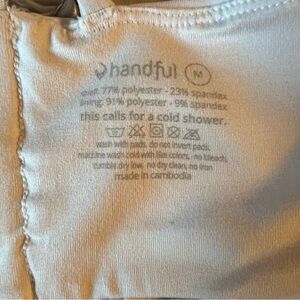 handful M
shell: 77% polyester - 23% spandex
lining: 91% polyester - 9% spandex
this calls for a cold shower.
wash with pads. do not invert pads.
machine wash cold with like colors, no bleach,
tumble dry low, no dry clean, no iron.
made in cambodia